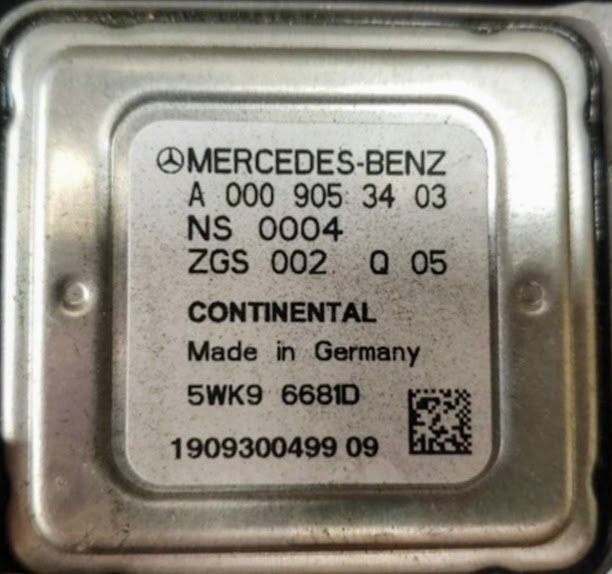 MERCEDES-BENZ
A 000 905 34 03
NS 0004
ZGS 002 Q 05
CONTINENTAL
Made in Germany
5WK9 6681D
1909300499 09